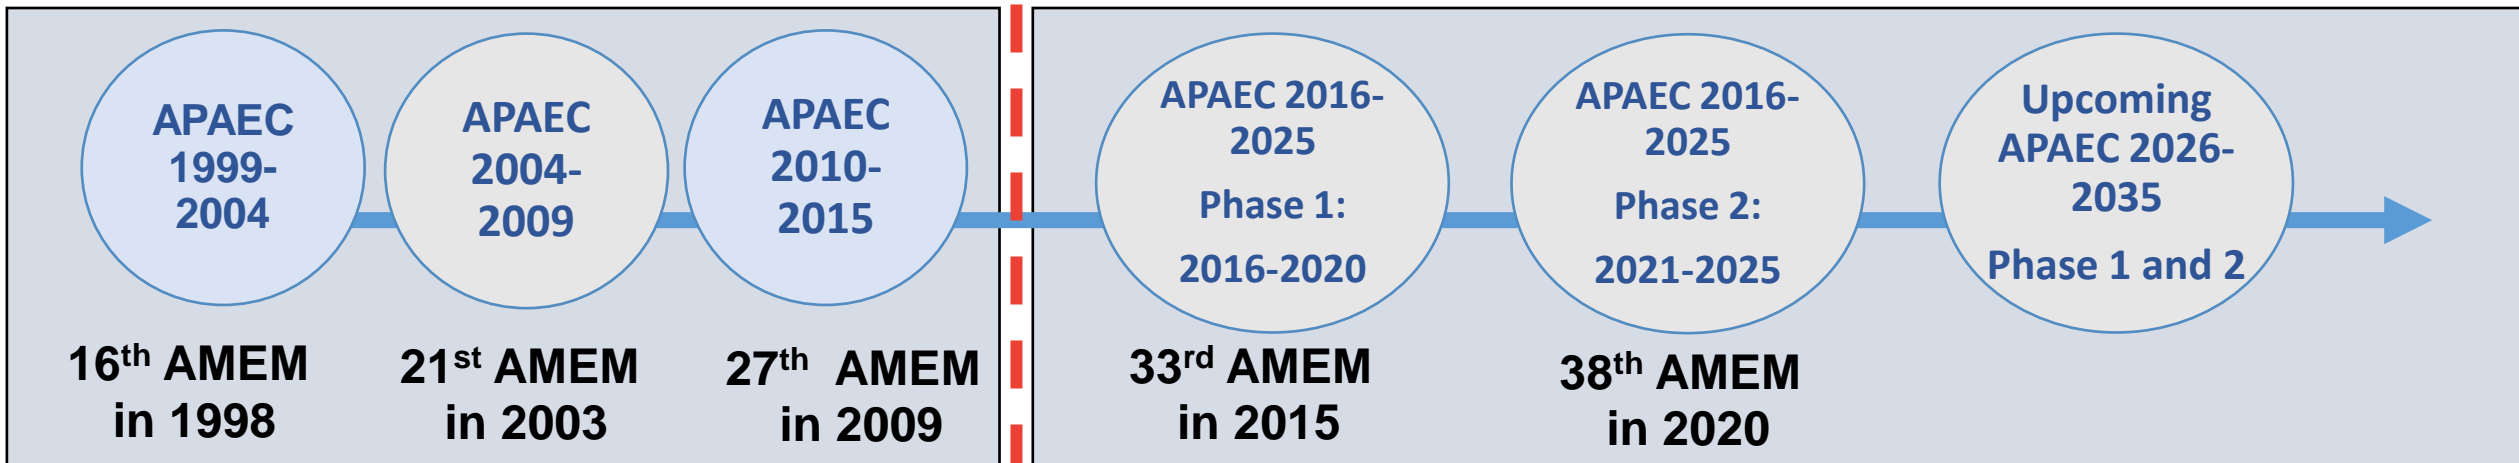 APAEC
1999-
2004
16th AMEM
in 1998
APAEC
2004-
2009
21st AMEM
in 2003
APAEC
2010-
2015
27th AMEM
in 2009
APAEC 2016-
2025
Phase 1:
2016-2020
33rd AMEM
in 2015
APAEC 2016-
2025
Phase 2:
2021-2025
38th AMEM
in 2020
Upcoming
APAEC 2026-
2035
Phase 1 and 2